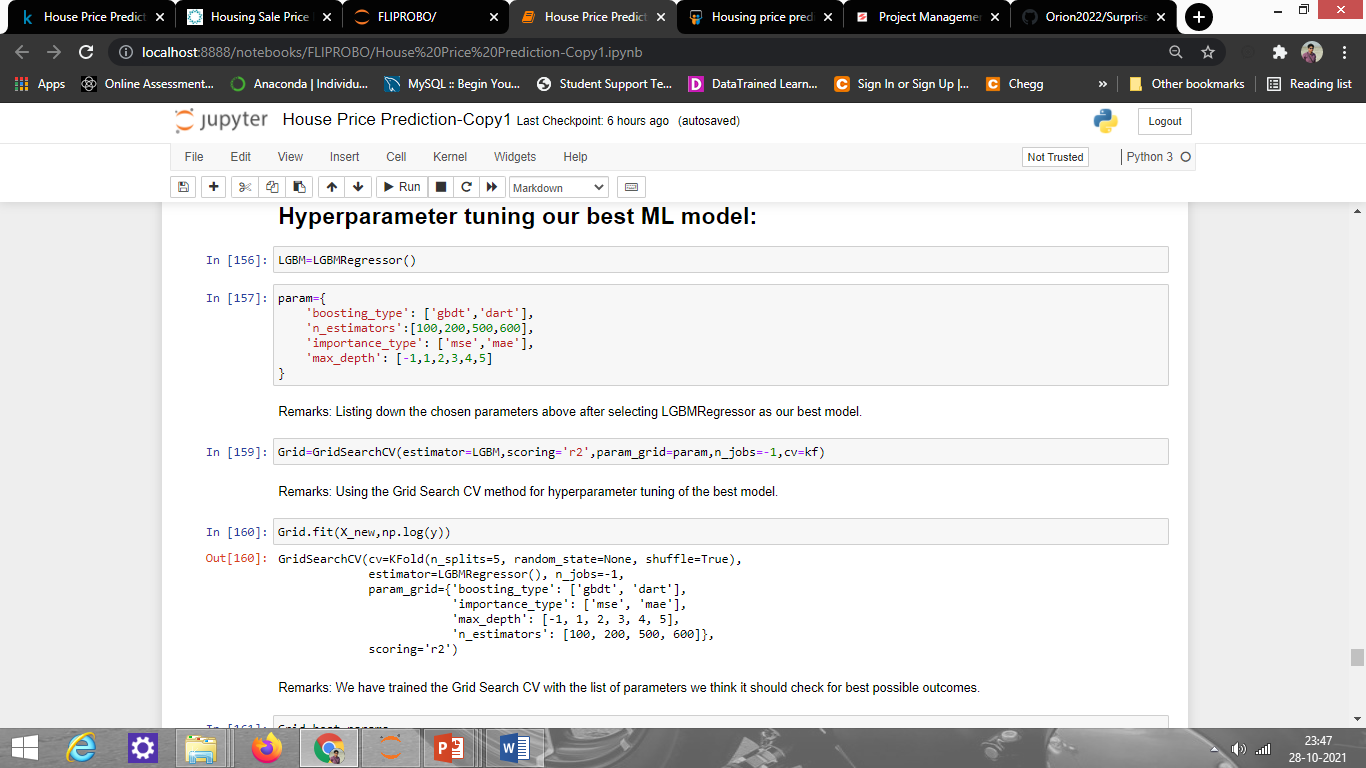 House Price Predict
Housing Sale Price
FLIPROBO/
House Price Predict
Housing price pred
Project Manageme
Orion2022/Surprise
localhost:8888/notebooks/FLIPROBO/House%20Price%20Prediction-Copy1.ipynb
Apps
Online Assessment...
Anaconda | Individu...
MySQL :: Begin You...
Student Support Te...
DataTrained Learn...
Sign In or Sign Up |...
Chegg
»
Other bookmarks
Reading list
jupyter House Price Prediction-Copy1 Last Checkpoint: 6 hours ago (autosaved)
Logout
File Edit View Insert Cell Kernel Widgets Help
Not Trusted
Python 3
Run
Markdown
Hyperparameter tuning our best ML model:
In [156]: LGBM=LGBMRegressor()
In [157]: param={
'boosting_type': ['gbdt','dart'],
'n_estimators':[100,200,500,600],
'importance_type': ['mse','mae'],
'max_depth': [-1,1,2,3,4,5]
}
Remarks: Listing down the chosen parameters above after selecting LGBMRegressor as our best model.
In [159]: Grid=GridSearchCV(estimator=LGBM,scoring='r2',param_grid=param,n_jobs=-1,cv=kf)
Remarks: Using the Grid Search CV method for hyperparameter tuning of the best model.
In [160]: Grid.fit(X_new,np.log(y))
Out[160]: GridSearchCV(cv=KFold(n_splits=5, random_state=None, shuffle=True),
estimator=LGBMRegressor(), n_jobs=-1,
param_grid={'boosting_type': ['gbdt', 'dart'],
'importance_type': ['mse', 'mae'],
'max_depth': [-1, 1, 2, 3, 4, 5],
'n_estimators': [100, 200, 500, 600]},
scoring='r2')
Remarks: We have trained the Grid Search CV with the list of parameters we think it should check for best possible outcomes.
In [161]: Grid.best_params_
23:47
28-10-2021